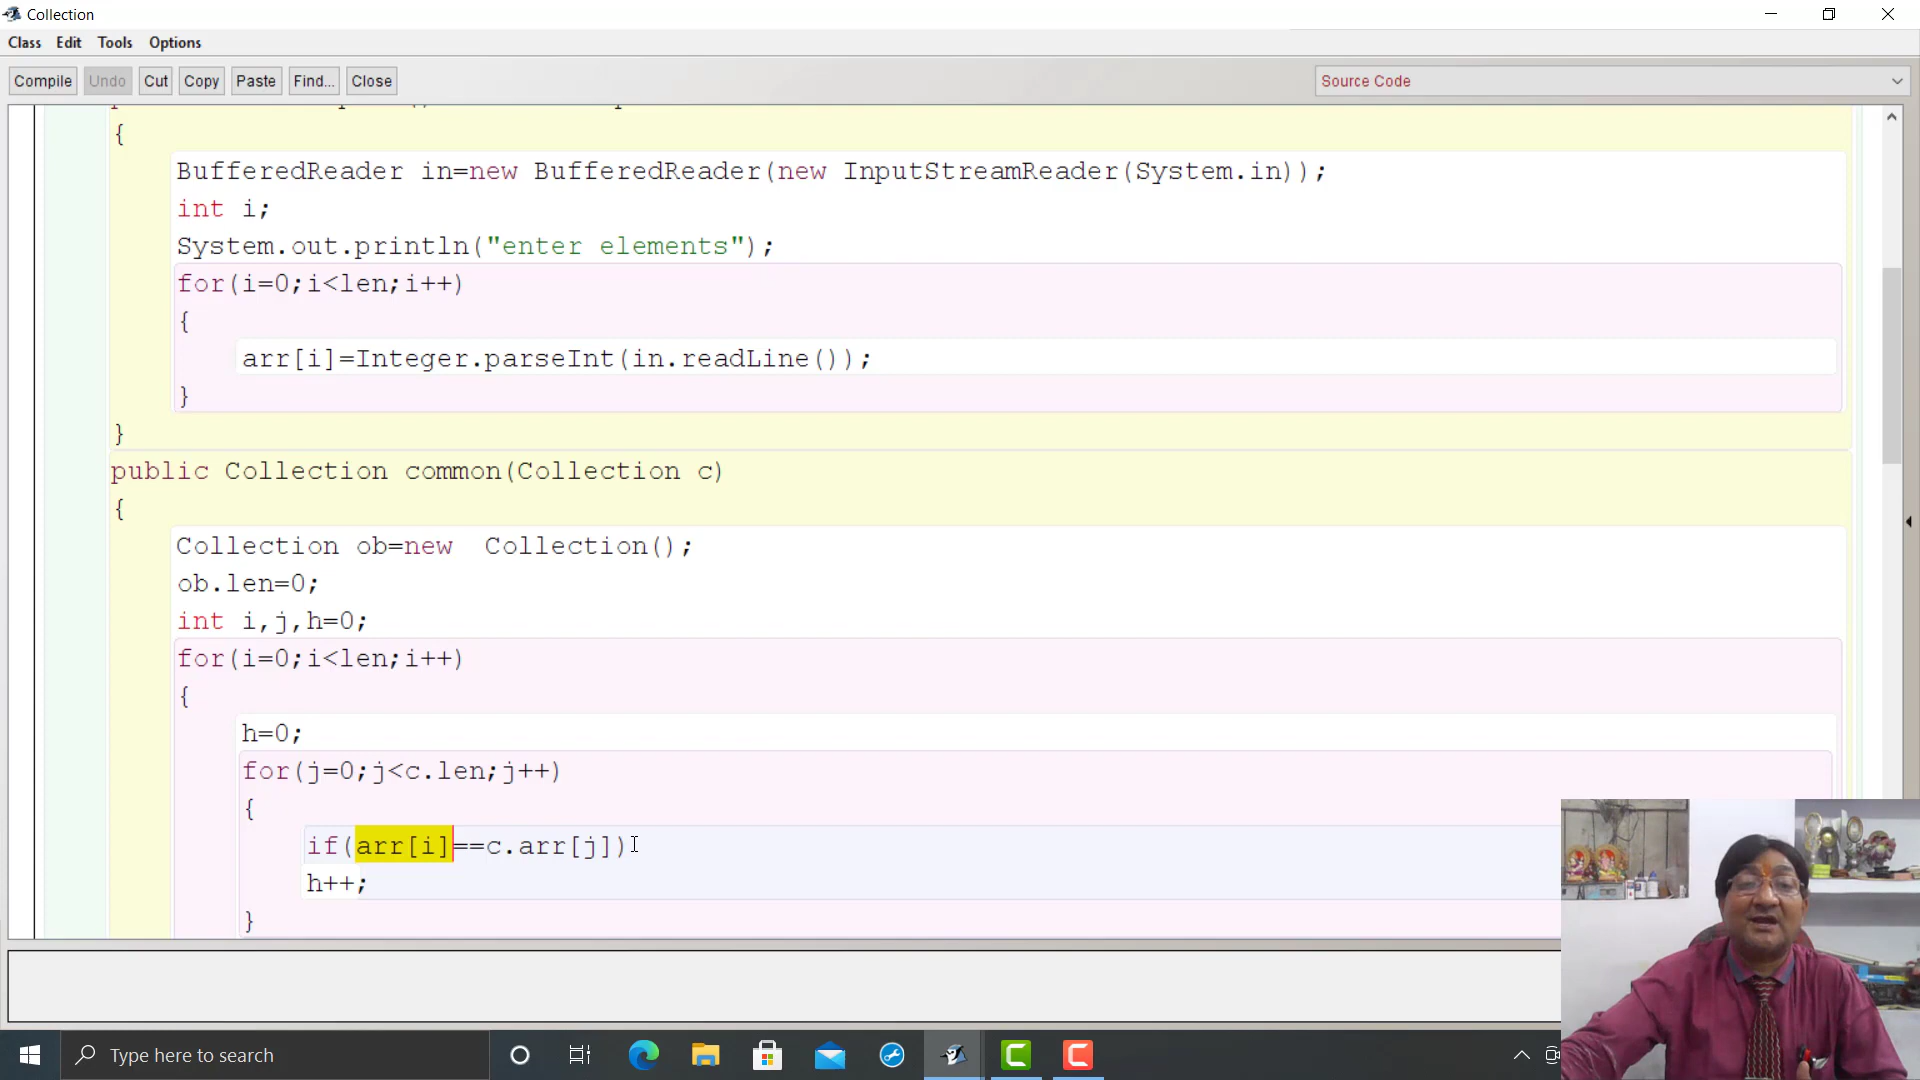 Collection
Class Edit Tools Options
Compile Undo Cut Copy Paste Find... Close Source Code
{
BufferedReader in=new BufferedReader(new InputStreamReader(System.in));
int i;
System.out.println("enter elements");
for(i=0;i<len;i++)
{
arr[i]=Integer.parseInt(in.readLine());
}
}
public Collection common(Collection c)
{
Collection ob=new  Collection();
ob.len=0;
int i,j,h=0;
for(i=0;i<len;i++)
{
h=0;
for(j=0;j<c.len;j++)
{
if(arr[i]==c.arr[j])
h++;
}
Type here to search